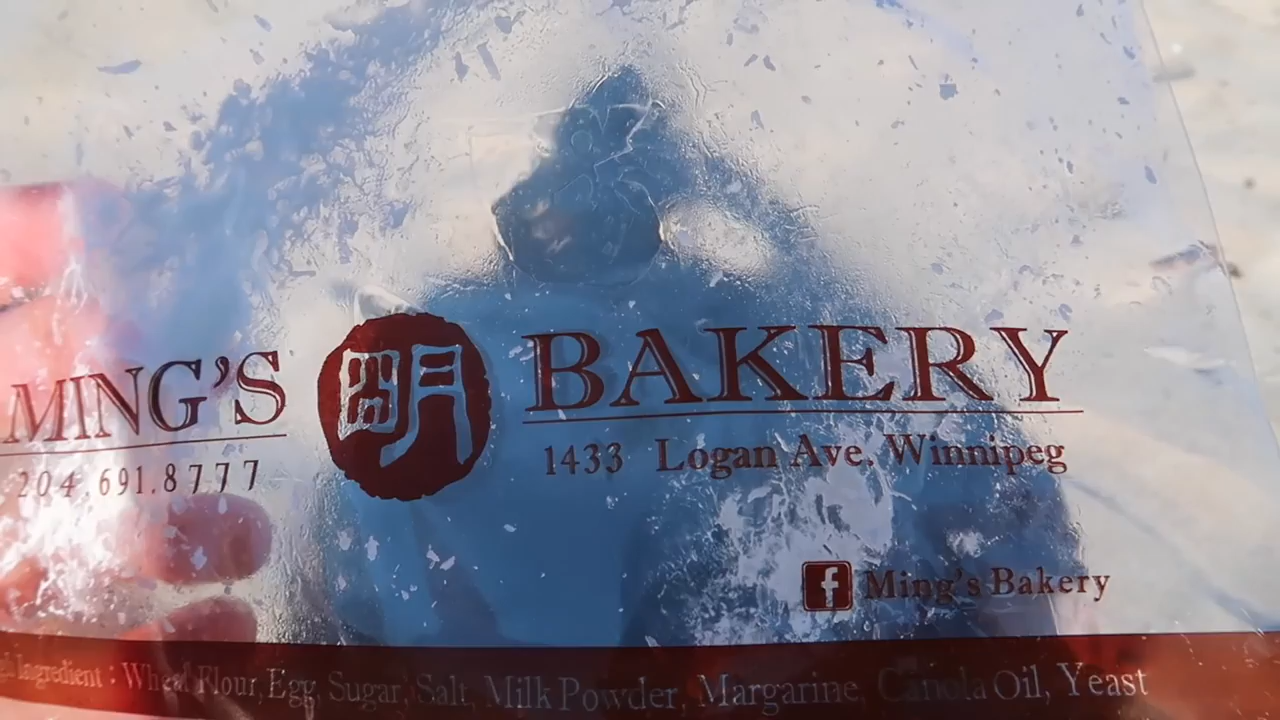 MING'S 明 BAKERY
204.691.8777
1433 Logan Ave. Winnipeg
f Ming's Bakery
Ingredient : Wheat Flour, Egg, Sugar, Salt, Milk Powder, Margarine, Canola Oil, Yeast